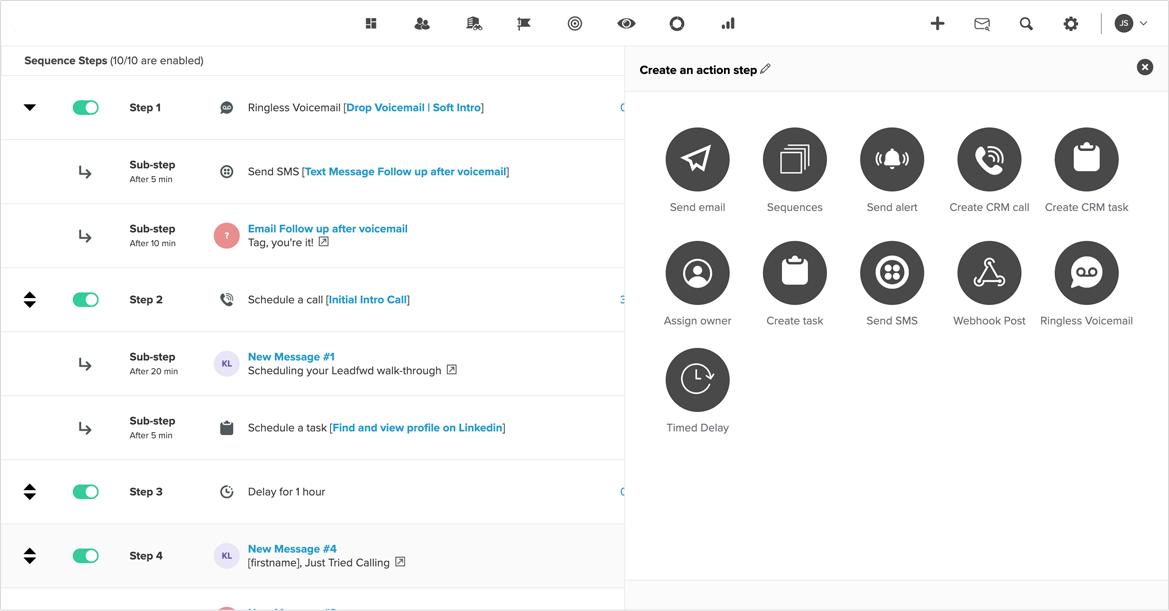 JS
Sequence Steps (10/10 are enabled)
Step 1
Ringless Voicemail [Drop Voicemail | Soft Intro]
Sub-step
After 5 min
Send SMS [Text Message Follow up after voicemail]
Sub-step
After 10 min
?
Email Follow up after voicemail
Tag, you're it!
Step 2
Schedule a call [Initial Intro Call]
Sub-step
After 20 min
KL
New Message #1
Scheduling your Leadfwd walk-through
Sub-step
After 5 min
Schedule a task [Find and view profile on Linkedin]
Step 3
Delay for 1 hour
Step 4
KL
New Message #4
[firstname], Just Tried Calling
Create an action step
Send email
Sequences
Send alert
Create CRM call
Create CRM task
Assign owner
Create task
Send SMS
Webhook Post
Ringless Voicemail
Timed Delay